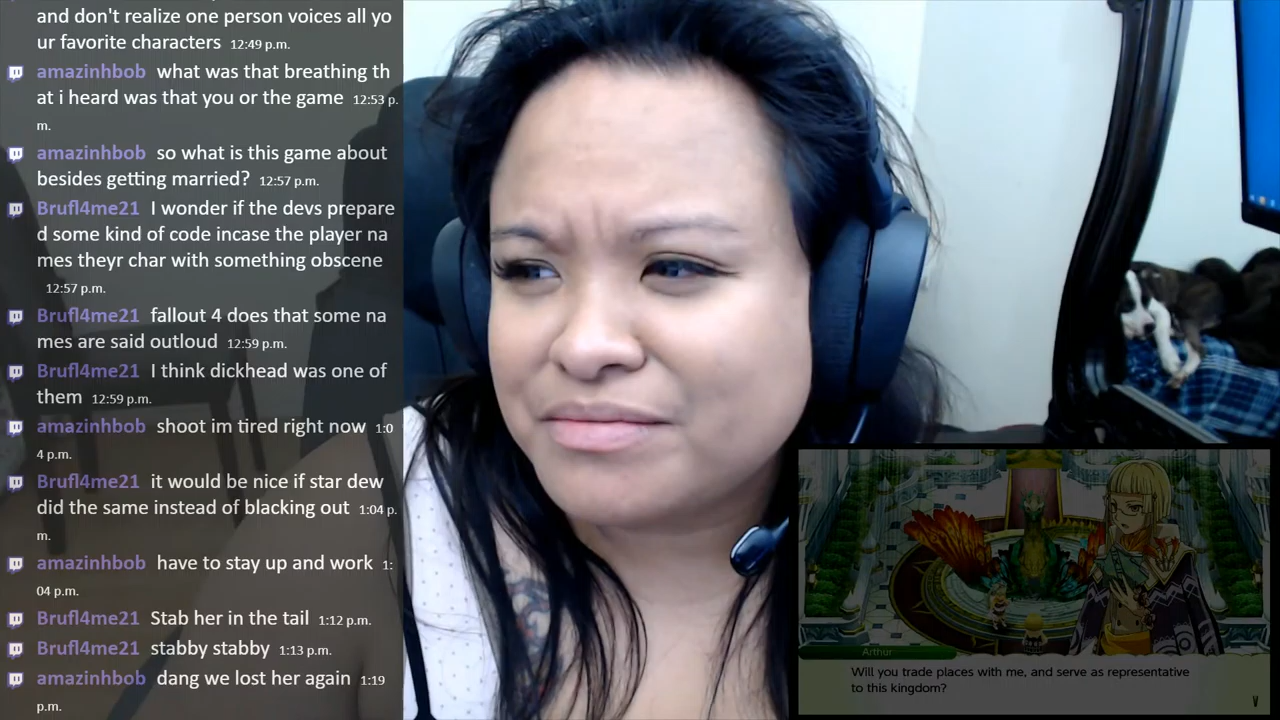 and don't realize one person voices all yo
ur favorite characters 12:49 p.m.
amazinhbob what was that breathing th
at i heard was that you or the game 12:53 p.
m.
amazinhbob so what is this game about
besides getting married? 12:57 p.m.
Brufl4me21 I wonder if the devs prepare
d some kind of code incase the player na
mes theyr char with something obscene
12:57 p.m.
Brufl4me21 fallout 4 does that some na
mes are said outloud 12:59 p.m.
Brufl4me21 I think dickhead was one of
them 12:59 p.m.
amazinhbob shoot im tired right now 1:0
4 p.m.
Brufl4me21 it would be nice if star dew
did the same instead of blacking out 1:04 p.
m.
amazinhbob have to stay up and work 1:
04 p.m.
Brufl4me21 Stab her in the tail 1:12 p.m.
Brufl4me21 stabby stabby 1:13 p.m.
amazinhbob dang we lost her again 1:19
p.m.
Arthur
Will you trade places with me, and serve as representative
to this kingdom?